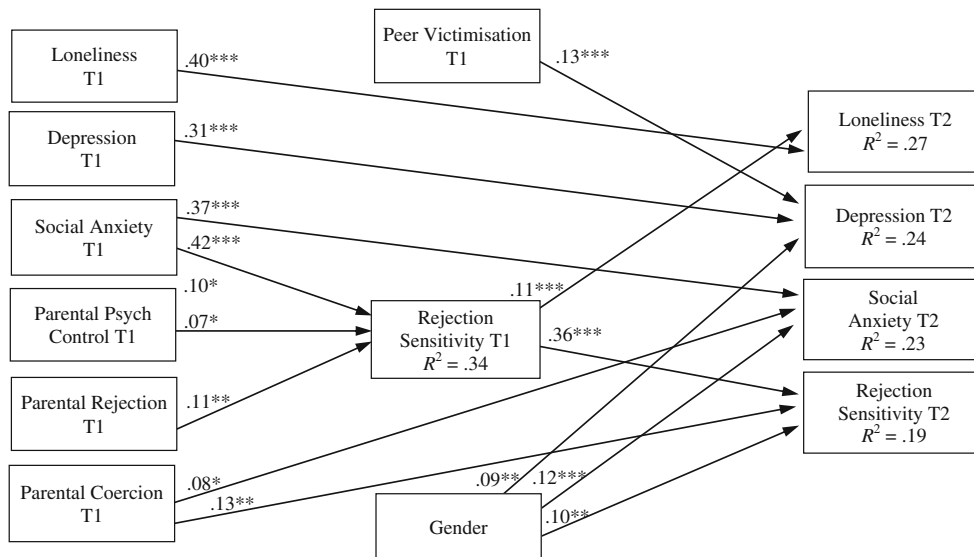 Loneliness
T1
.40***
Depression
T1
.31***
Social Anxiety
T1
.37***
.42***
.10*
Parental Psych
Control T1
.07*
Parental Rejection
T1
.11**
Parental Coercion
T1
.08*
.13**
Peer Victimisation
T1
.13***
Rejection
Sensitivity T1
R² = .34
.11***
.36***
Gender
.09**
.12***
.10**
Loneliness T2
R² = .27
Depression T2
R² = .24
Social
Anxiety T2
R² = .23
Rejection
Sensitivity T2
R² = .19